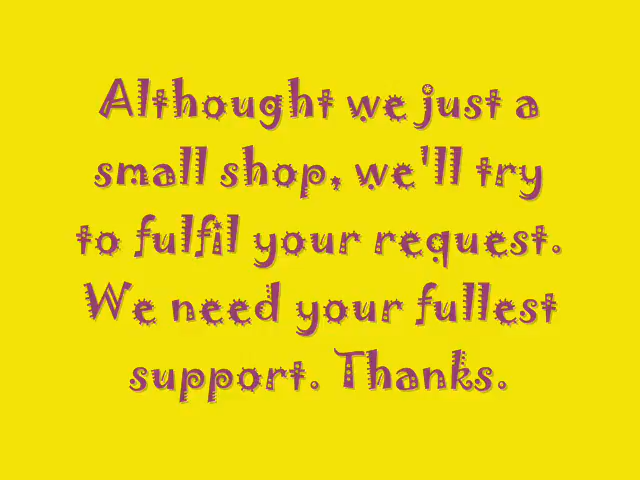 Althought we just a
small shop, we'll try
to fulfil your request.
We need your fullest
support. Thanks.